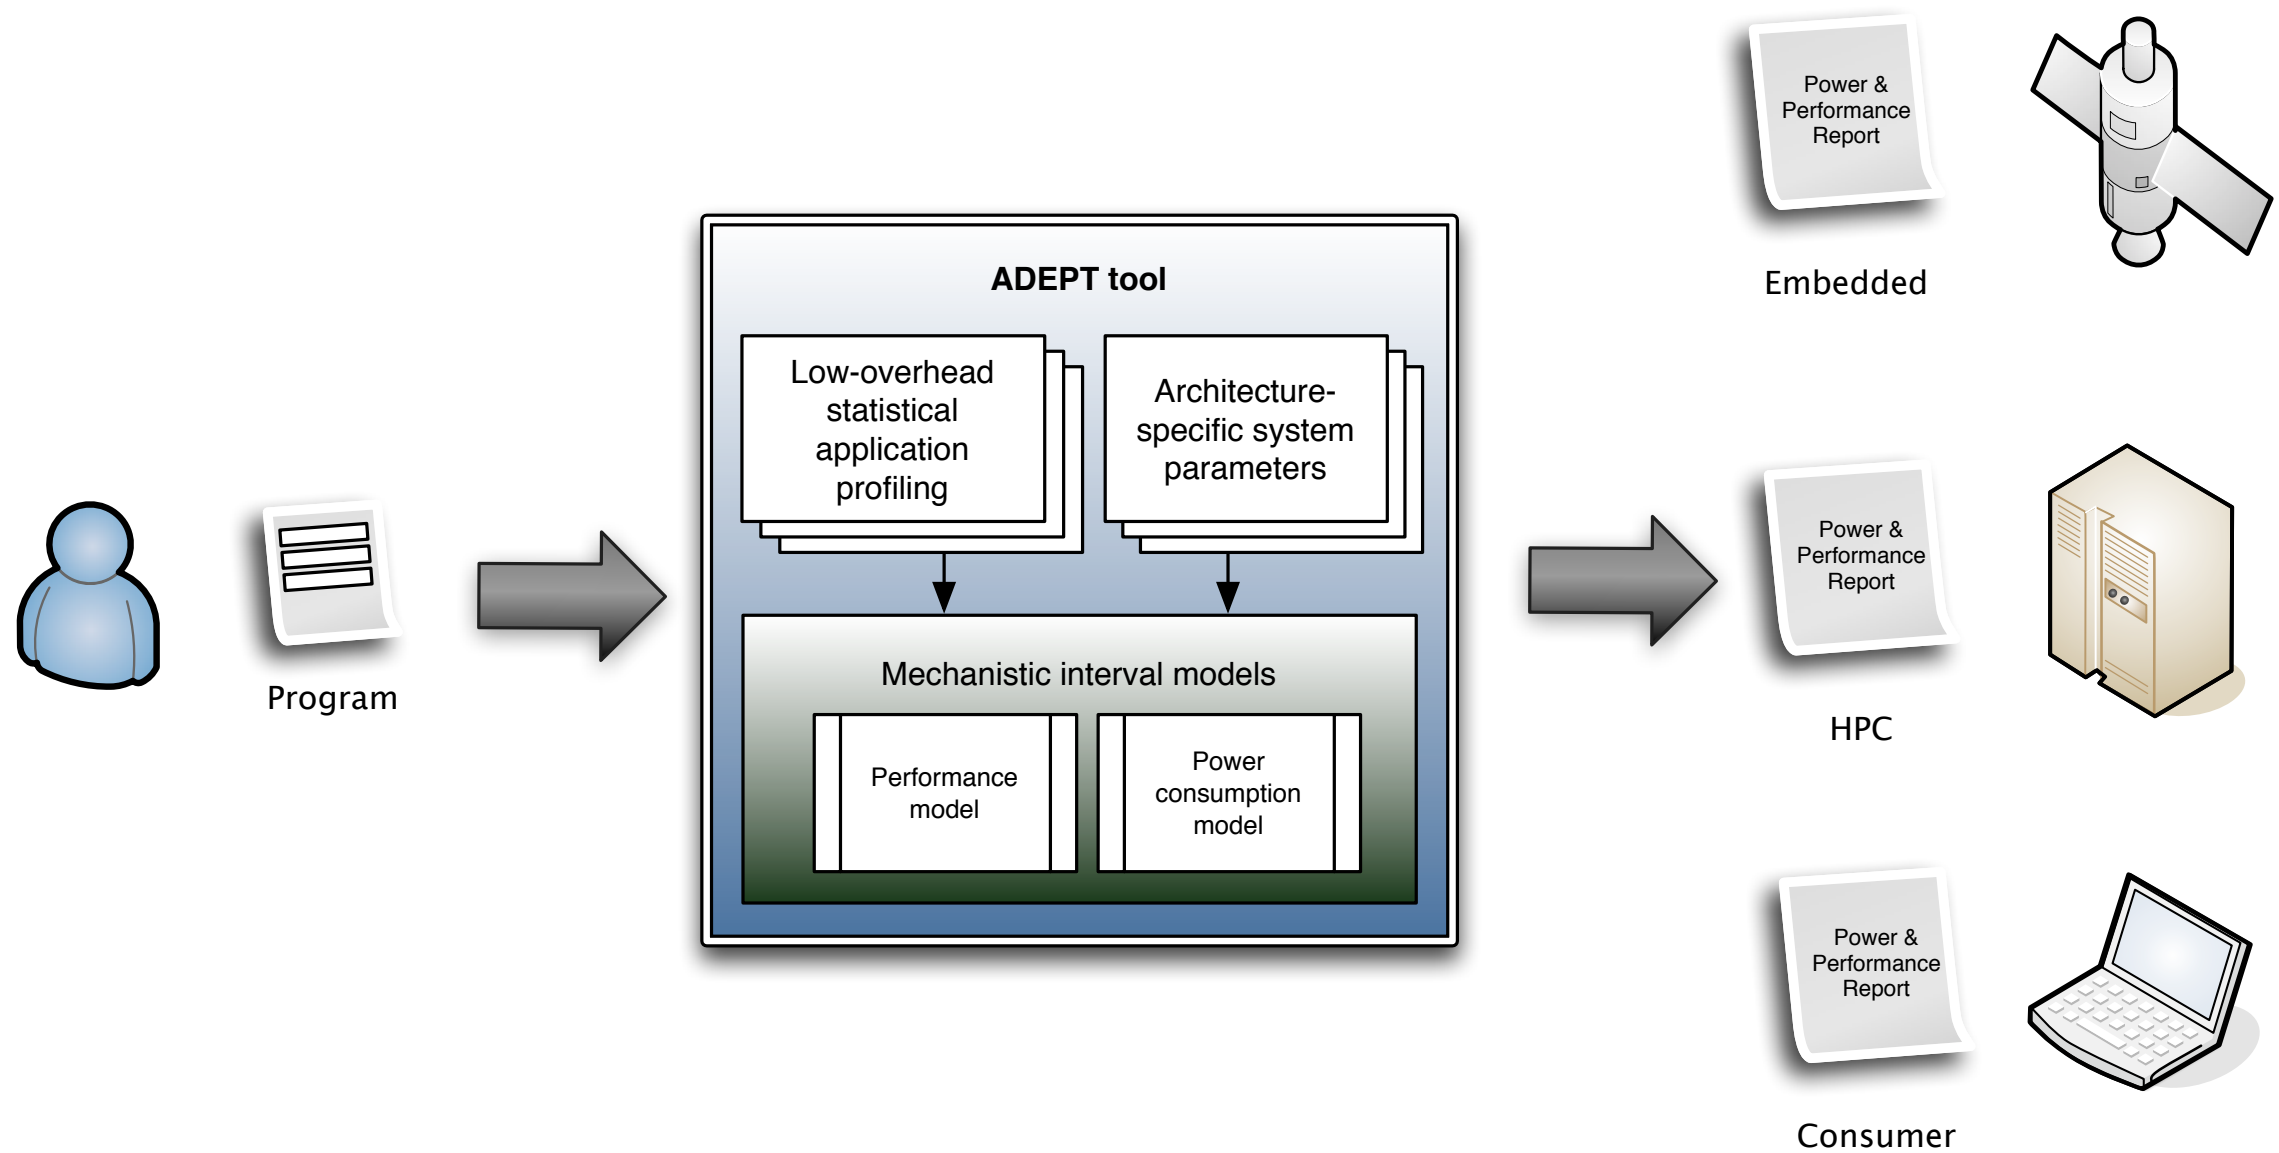 Program
ADEPT tool
Low-overhead
statistical
application
profiling
Architecture-
specific system
parameters
Mechanistic interval models
Performance
model
Power
consumption
model
Power &
Performance
Report
Embedded
Power &
Performance
Report
HPC
Power &
Performance
Report
Consumer